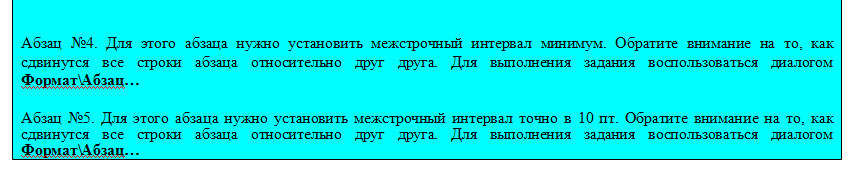 Абзац №4. Для этого абзаца нужно установить межстрочный интервал минимум. Обратите внимание на то, как
сдвинутся все строки абзаца относительно друг друга. Для выполнения задания воспользоваться диалогом
Формат\Абзац…
Абзац №5. Для этого абзаца нужно установить межстрочный интервал точно в 10 пт. Обратите внимание на то, как
сдвинутся все строки абзаца относительно друг друга. Для выполнения задания воспользоваться диалогом
Формат\Абзац…